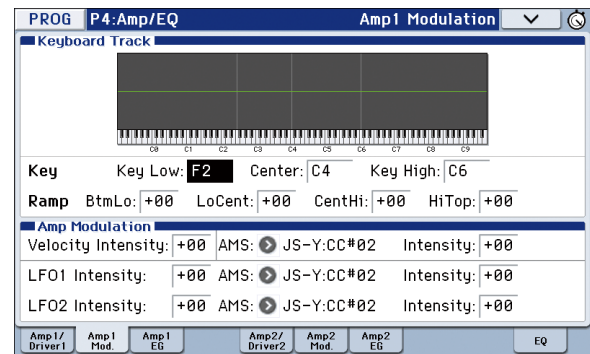 PROG P4:Amp/EQ Amp1 Modulation
Keyboard Track
C0 C1 C2 C3 C4 C5 C6 C7 C8 C9
Key Key Low: F2 Center: C4 Key High: C6
Ramp BtmLo: +00 LoCent: +00 CentHi: +00 HiTop: +00
Amp Modulation
Velocity Intensity: +00 AMS: JS-Y:CC#02 Intensity: +00
LFO1 Intensity: +00 AMS: JS-Y:CC#02 Intensity: +00
LFO2 Intensity: +00 AMS: JS-Y:CC#02 Intensity: +00
Amp1/ Driver1 Amp1 Mod. Amp1 EG Amp2/ Driver2 Amp2 Mod. Amp2 EG EQ